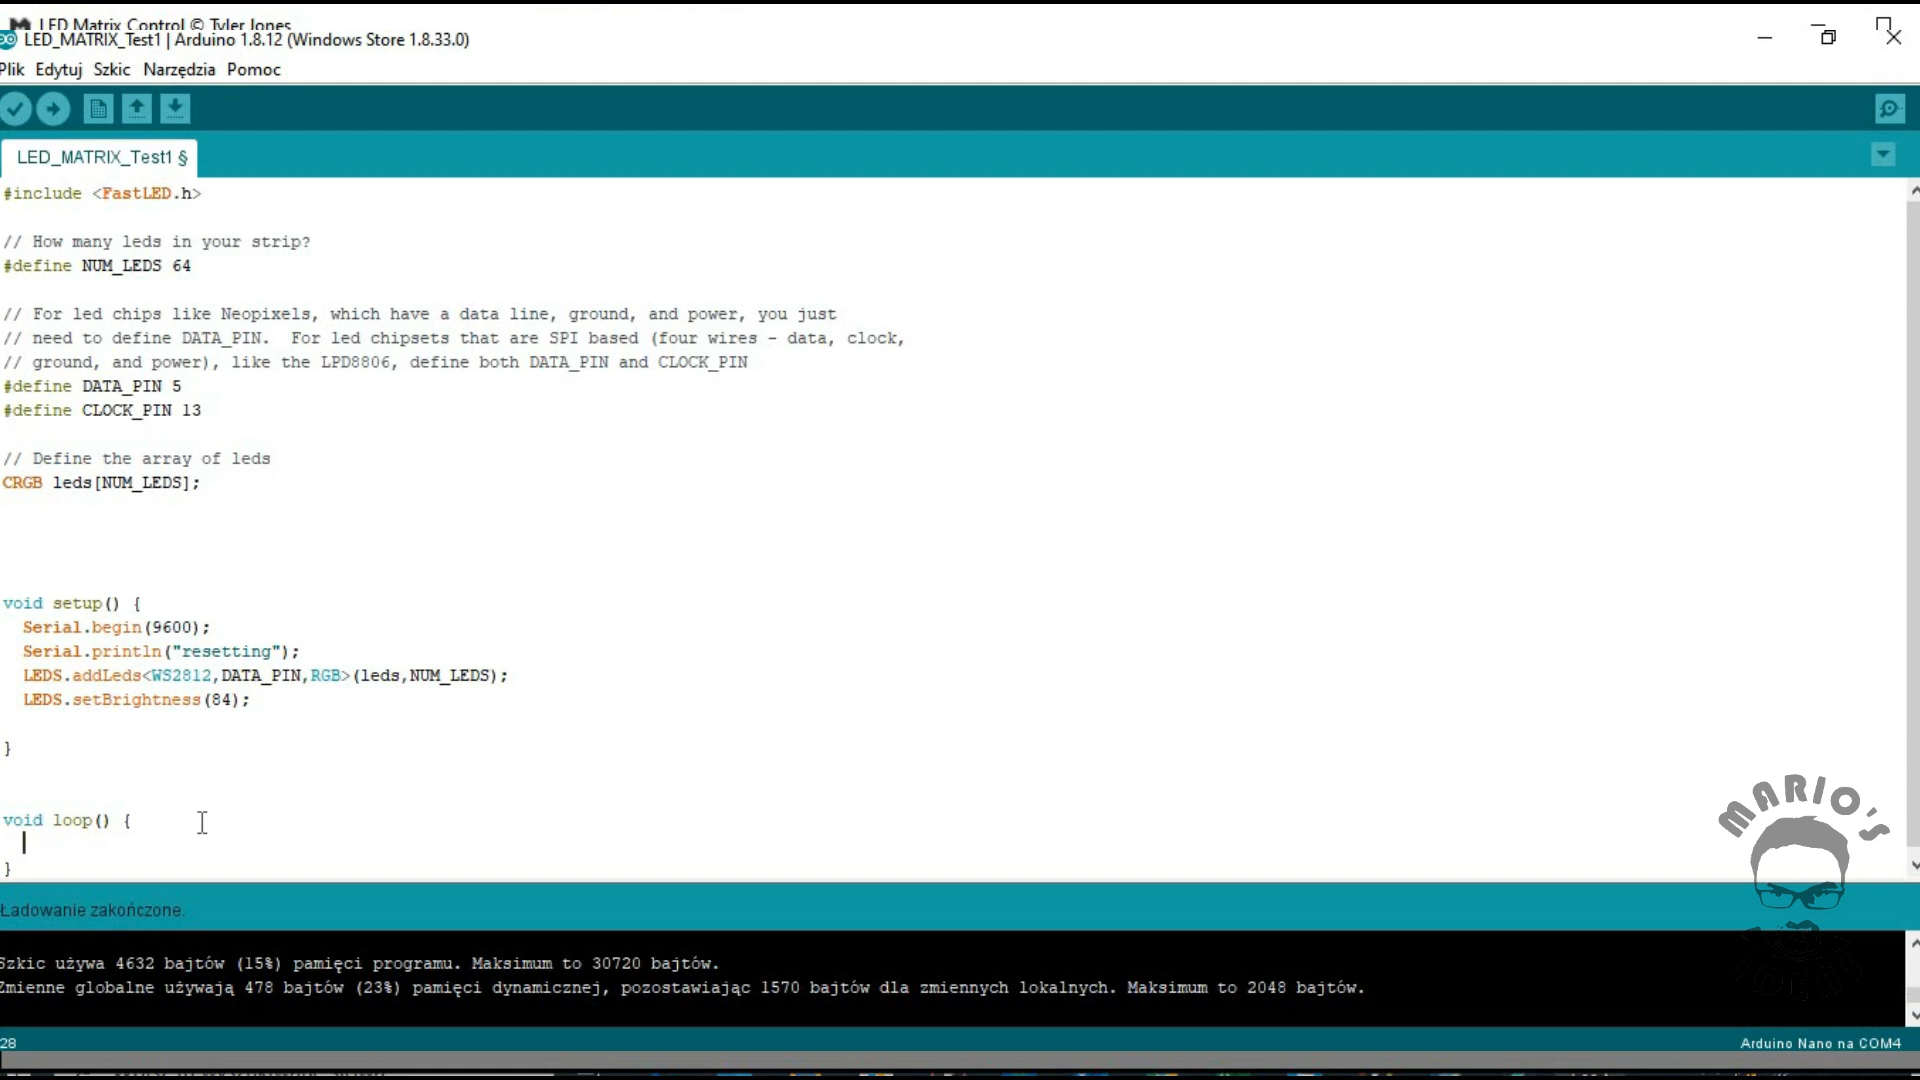 LED Matrix Control © Tyler Jones
LED_MATRIX_Test1 | Arduino 1.8.12 (Windows Store 1.8.33.0)
Plik Edytuj Szkic Narzędzia Pomoc
LED_MATRIX_Test1 §
#include <FastLED.h>
// How many leds in your strip?
#define NUM_LEDS 64
// For led chips like Neopixels, which have a data line, ground, and power, you just
// need to define DATA_PIN.  For led chipsets that are SPI based (four wires - data, clock,
// ground, and power), like the LPD8806, define both DATA_PIN and CLOCK_PIN
#define DATA_PIN 5
#define CLOCK_PIN 13
// Define the array of leds
CRGB leds[NUM_LEDS];
void setup() {
  Serial.begin(9600);
  Serial.println("resetting");
  LEDS.addLeds<WS2812,DATA_PIN,RGB>(leds,NUM_LEDS);
  LEDS.setBrightness(84);
}
void loop() {
}
MARIO'S
Ładowanie zakończone.
Szkic używa 4632 bajtów (15%) pamięci programu. Maksimum to 30720 bajtów.
Zmienne globalne używają 478 bajtów (23%) pamięci dynamicznej, pozostawiając 1570 bajtów dla zmiennych lokalnych. Maksimum to 2048 bajtów.
28
Arduino Nano na COM4